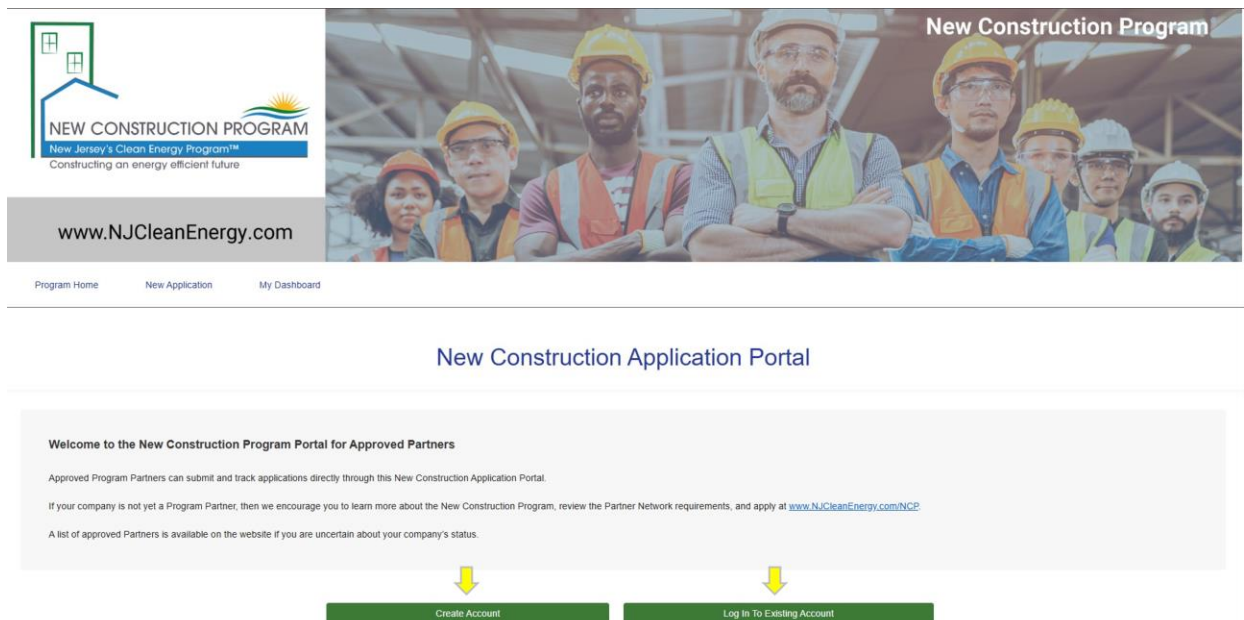 New Construction Program
NEW CONSTRUCTION PROGRAM
New Jersey's Clean Energy Program™
Constructing an energy efficient future
www.NJCleanEnergy.com
Program Home New Application My Dashboard
New Construction Application Portal
Welcome to the New Construction Program Portal for Approved Partners
Approved Program Partners can submit and track applications directly through this New Construction Application Portal.
If your company is not yet a Program Partner, then we encourage you to learn more about the New Construction Program, review the Partner Network requirements, and apply at www.NJCleanEnergy.com/NCP.
A list of approved Partners is available on the website if you are uncertain about your company's status.
Create Account Log In To Existing Account